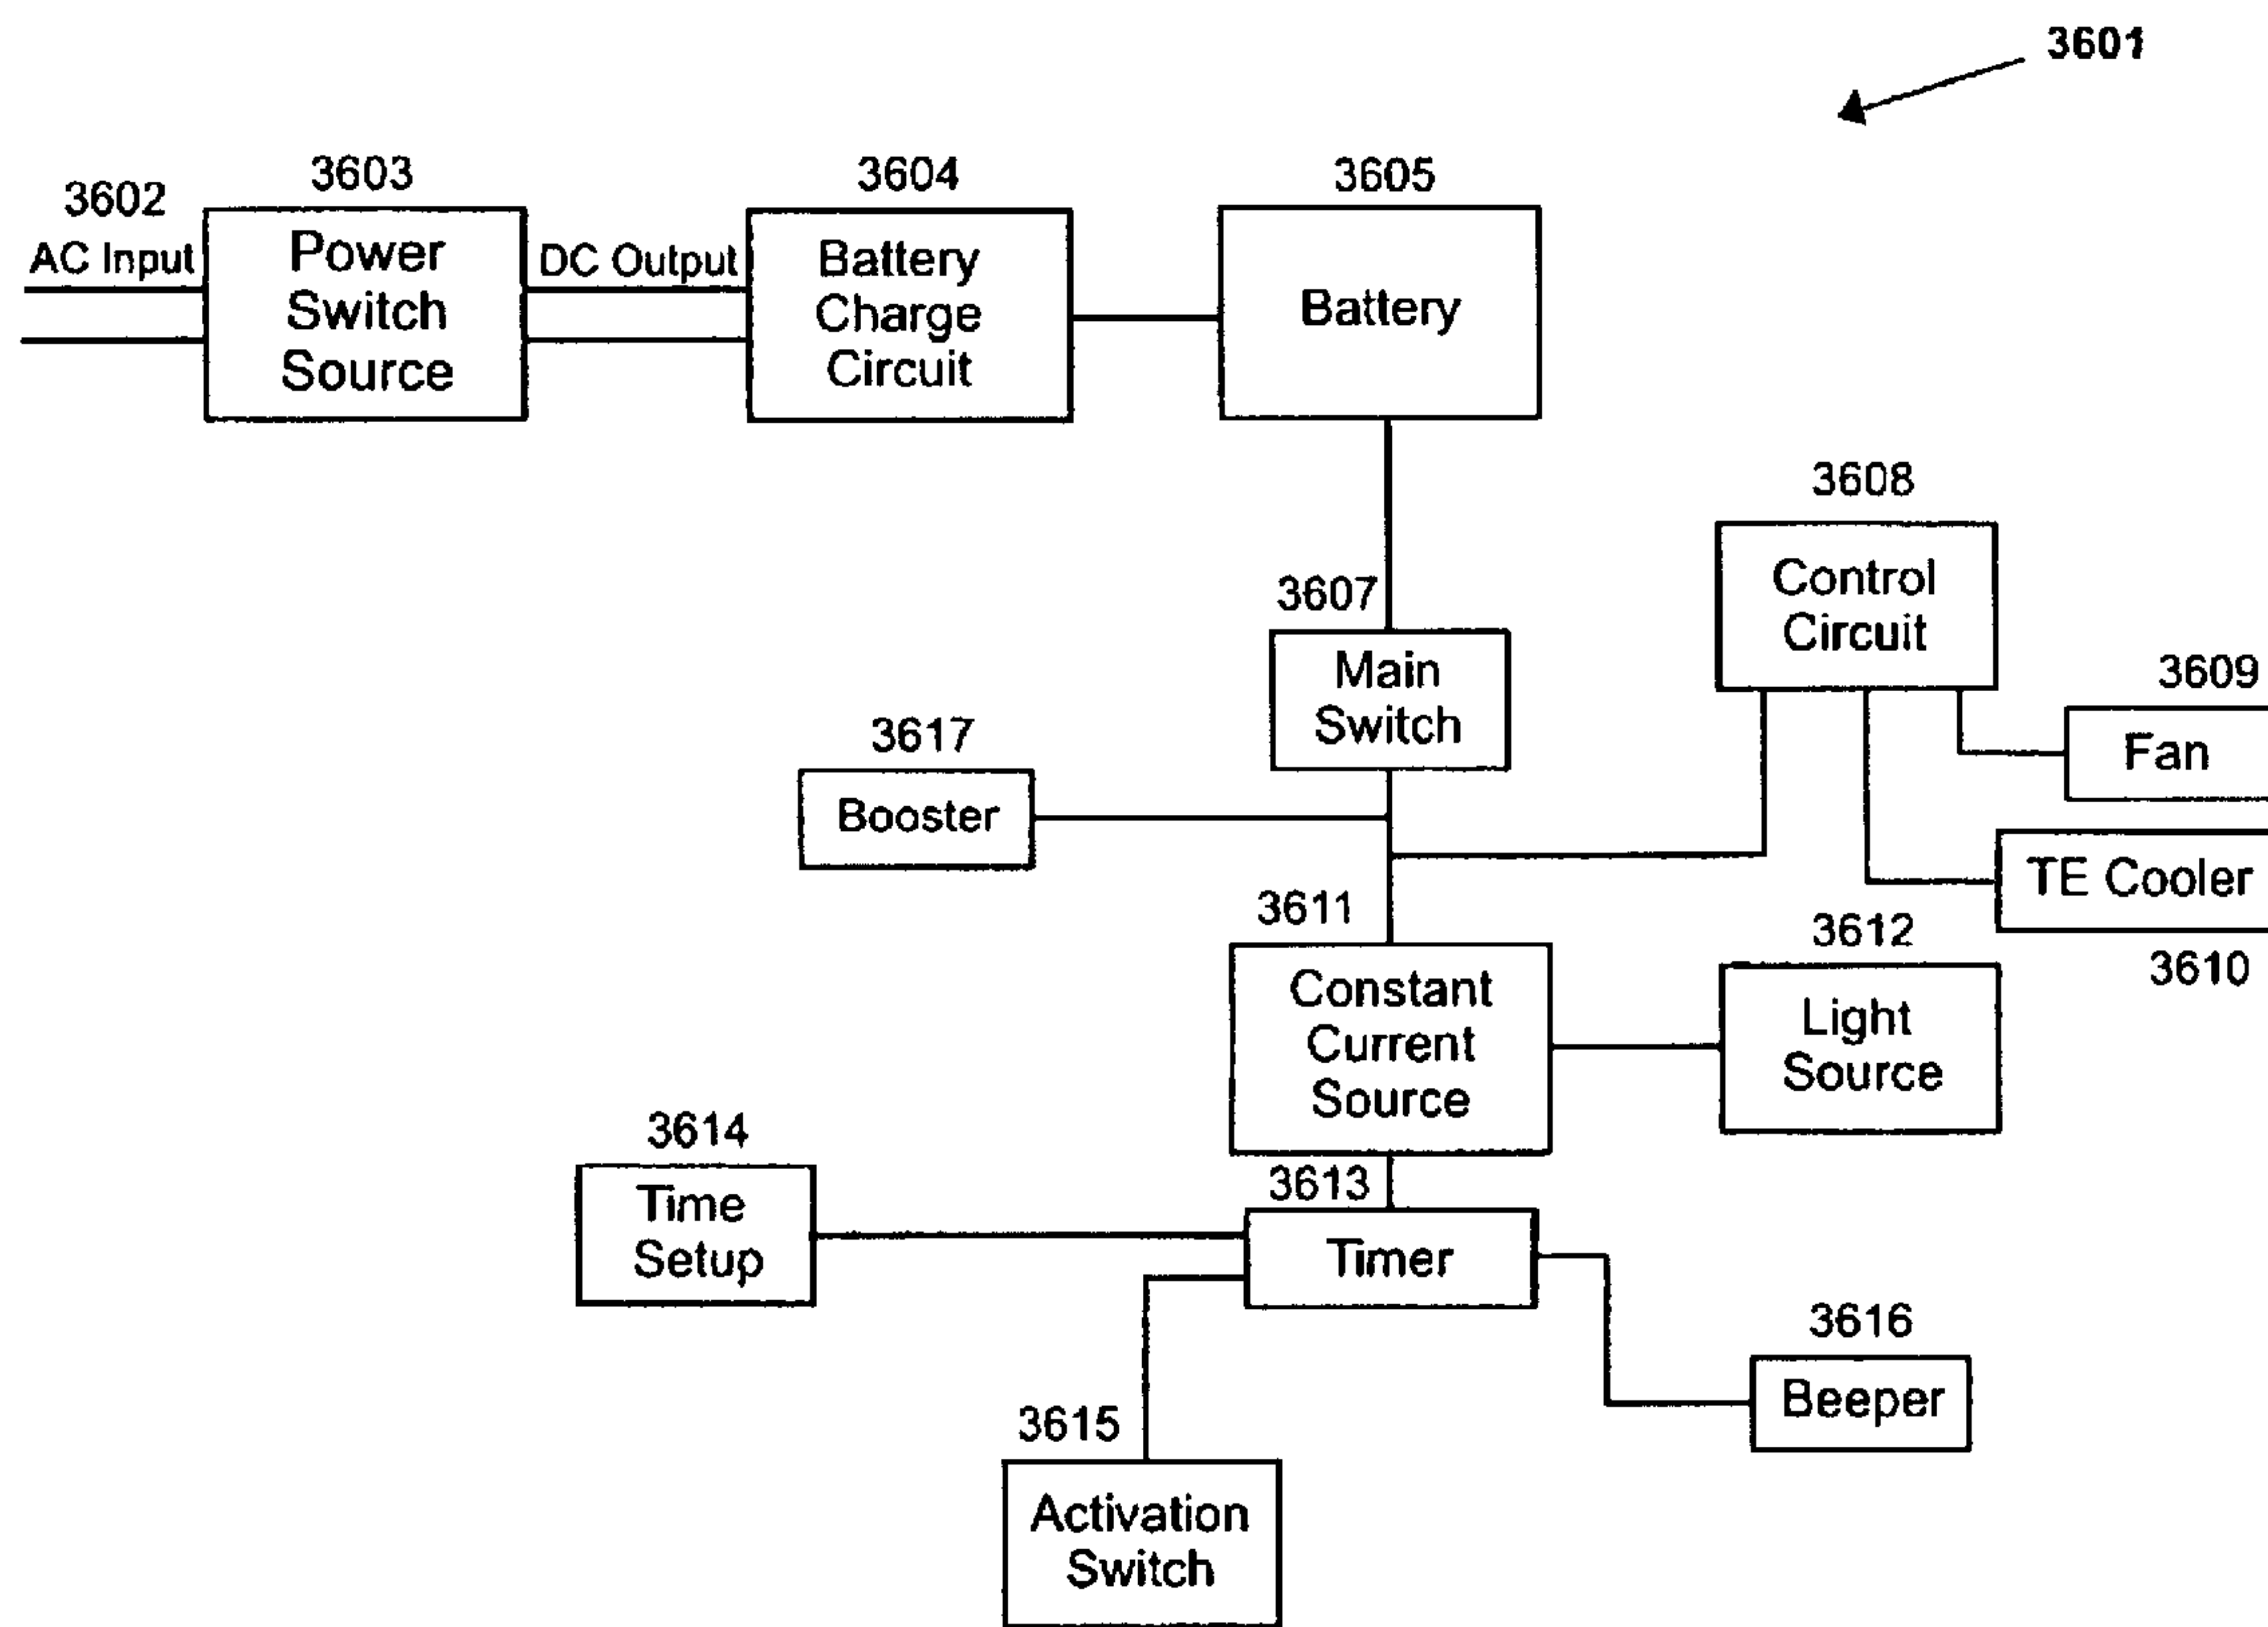 3601
3602
AC Input
3603
Power
Switch
Source
DC Output
3604
Battery
Charge
Circuit
3605
Battery
3607
Main
Switch
3608
Control
Circuit
3609
Fan
TE Cooler
3610
3617
Booster
3611
Constant
Current
Source
3612
Light
Source
3613
Timer
3614
Time
Setup
3615
Activation
Switch
3616
Beeper